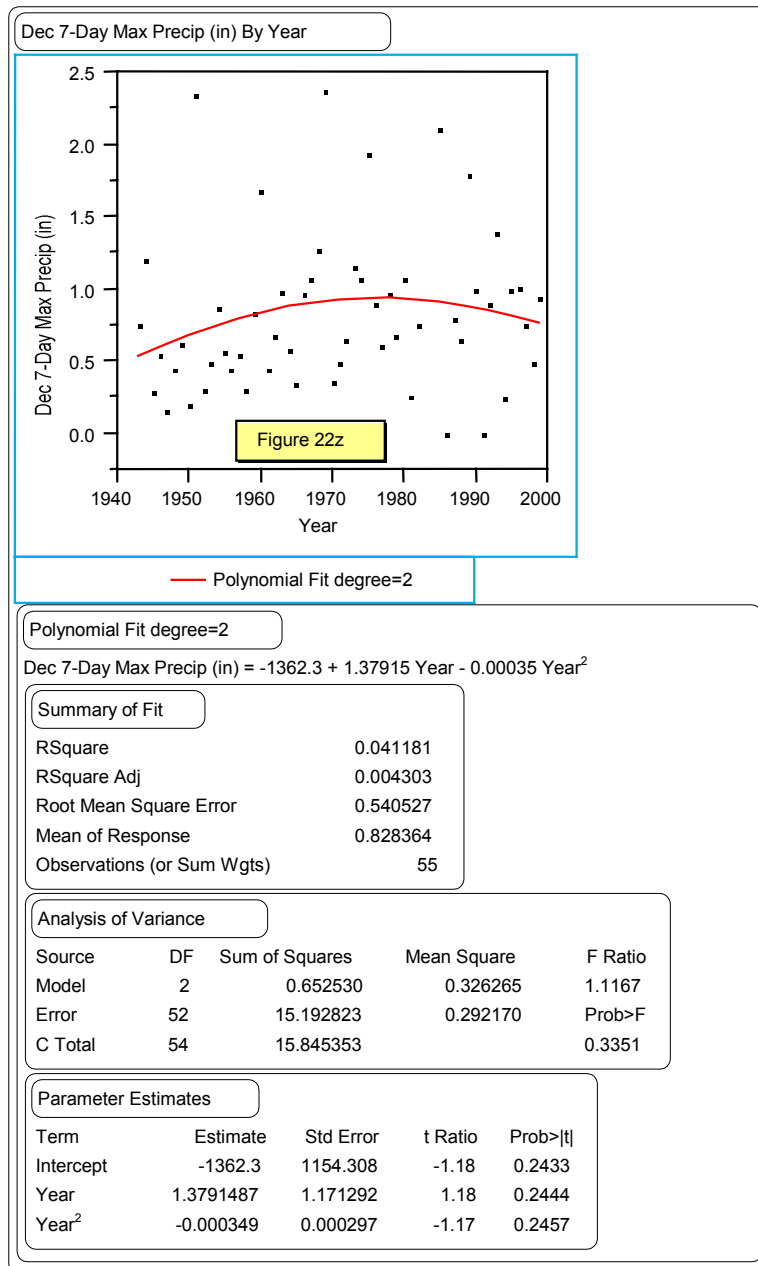 Dec 7-Day Max Precip (in) By Year
Dec 7-Day Max Precip (in)
2.5
2.0
1.5
1.0
0.5
0.0
Figure 22z
1940 1950 1960 1970 1980 1990 2000
Year
Polynomial Fit degree=2
Polynomial Fit degree=2
Dec 7-Day Max Precip (in) = -1362.3 + 1.37915 Year - 0.00035 Year²
Summary of Fit
RSquare 0.041181
RSquare Adj 0.004303
Root Mean Square Error 0.540527
Mean of Response 0.828364
Observations (or Sum Wgts) 55
Analysis of Variance
Source DF Sum of Squares Mean Square F Ratio
Model 2 0.652530 0.326265 1.1167
Error 52 15.192823 0.292170 Prob>F
C Total 54 15.845353 0.3351
Parameter Estimates
Term Estimate Std Error t Ratio Prob>|t|
Intercept -1362.3 1154.308 -1.18 0.2433
Year 1.3791487 1.171292 1.18 0.2444
Year² -0.000349 0.000297 -1.17 0.2457